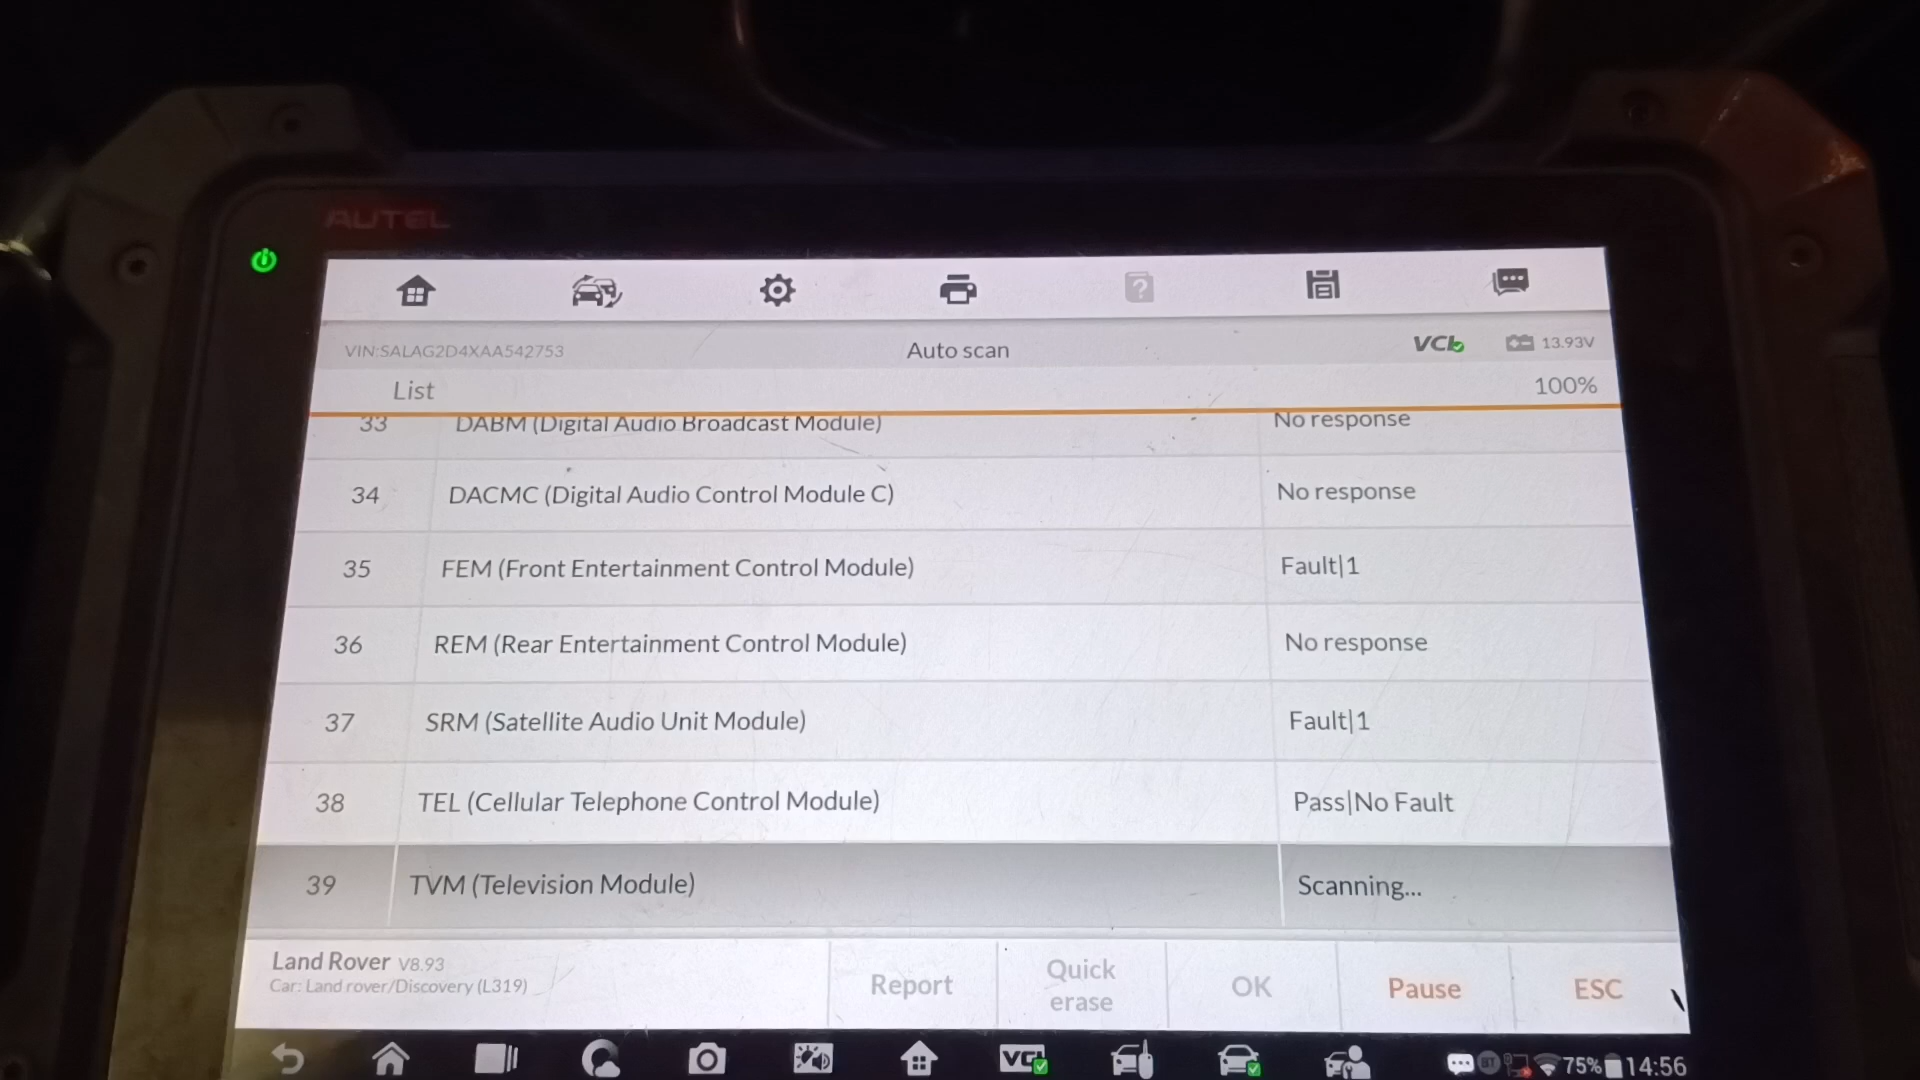 AUTEL
VIN:SALAG2D4XAA542753
Auto scan
VCI
13.93V
List
100%
33 DABM (Digital Audio Broadcast Module) No response
34 DACMC (Digital Audio Control Module C) No response
35 FEM (Front Entertainment Control Module) Fault|1
36 REM (Rear Entertainment Control Module) No response
37 SRM (Satellite Audio Unit Module) Fault|1
38 TEL (Cellular Telephone Control Module) Pass|No Fault
39 TVM (Television Module) Scanning...
Land Rover V8.93
Car: Land rover/Discovery (L319)
Report
Quick
erase
OK
Pause
ESC
VCI
BT
75%
14:56